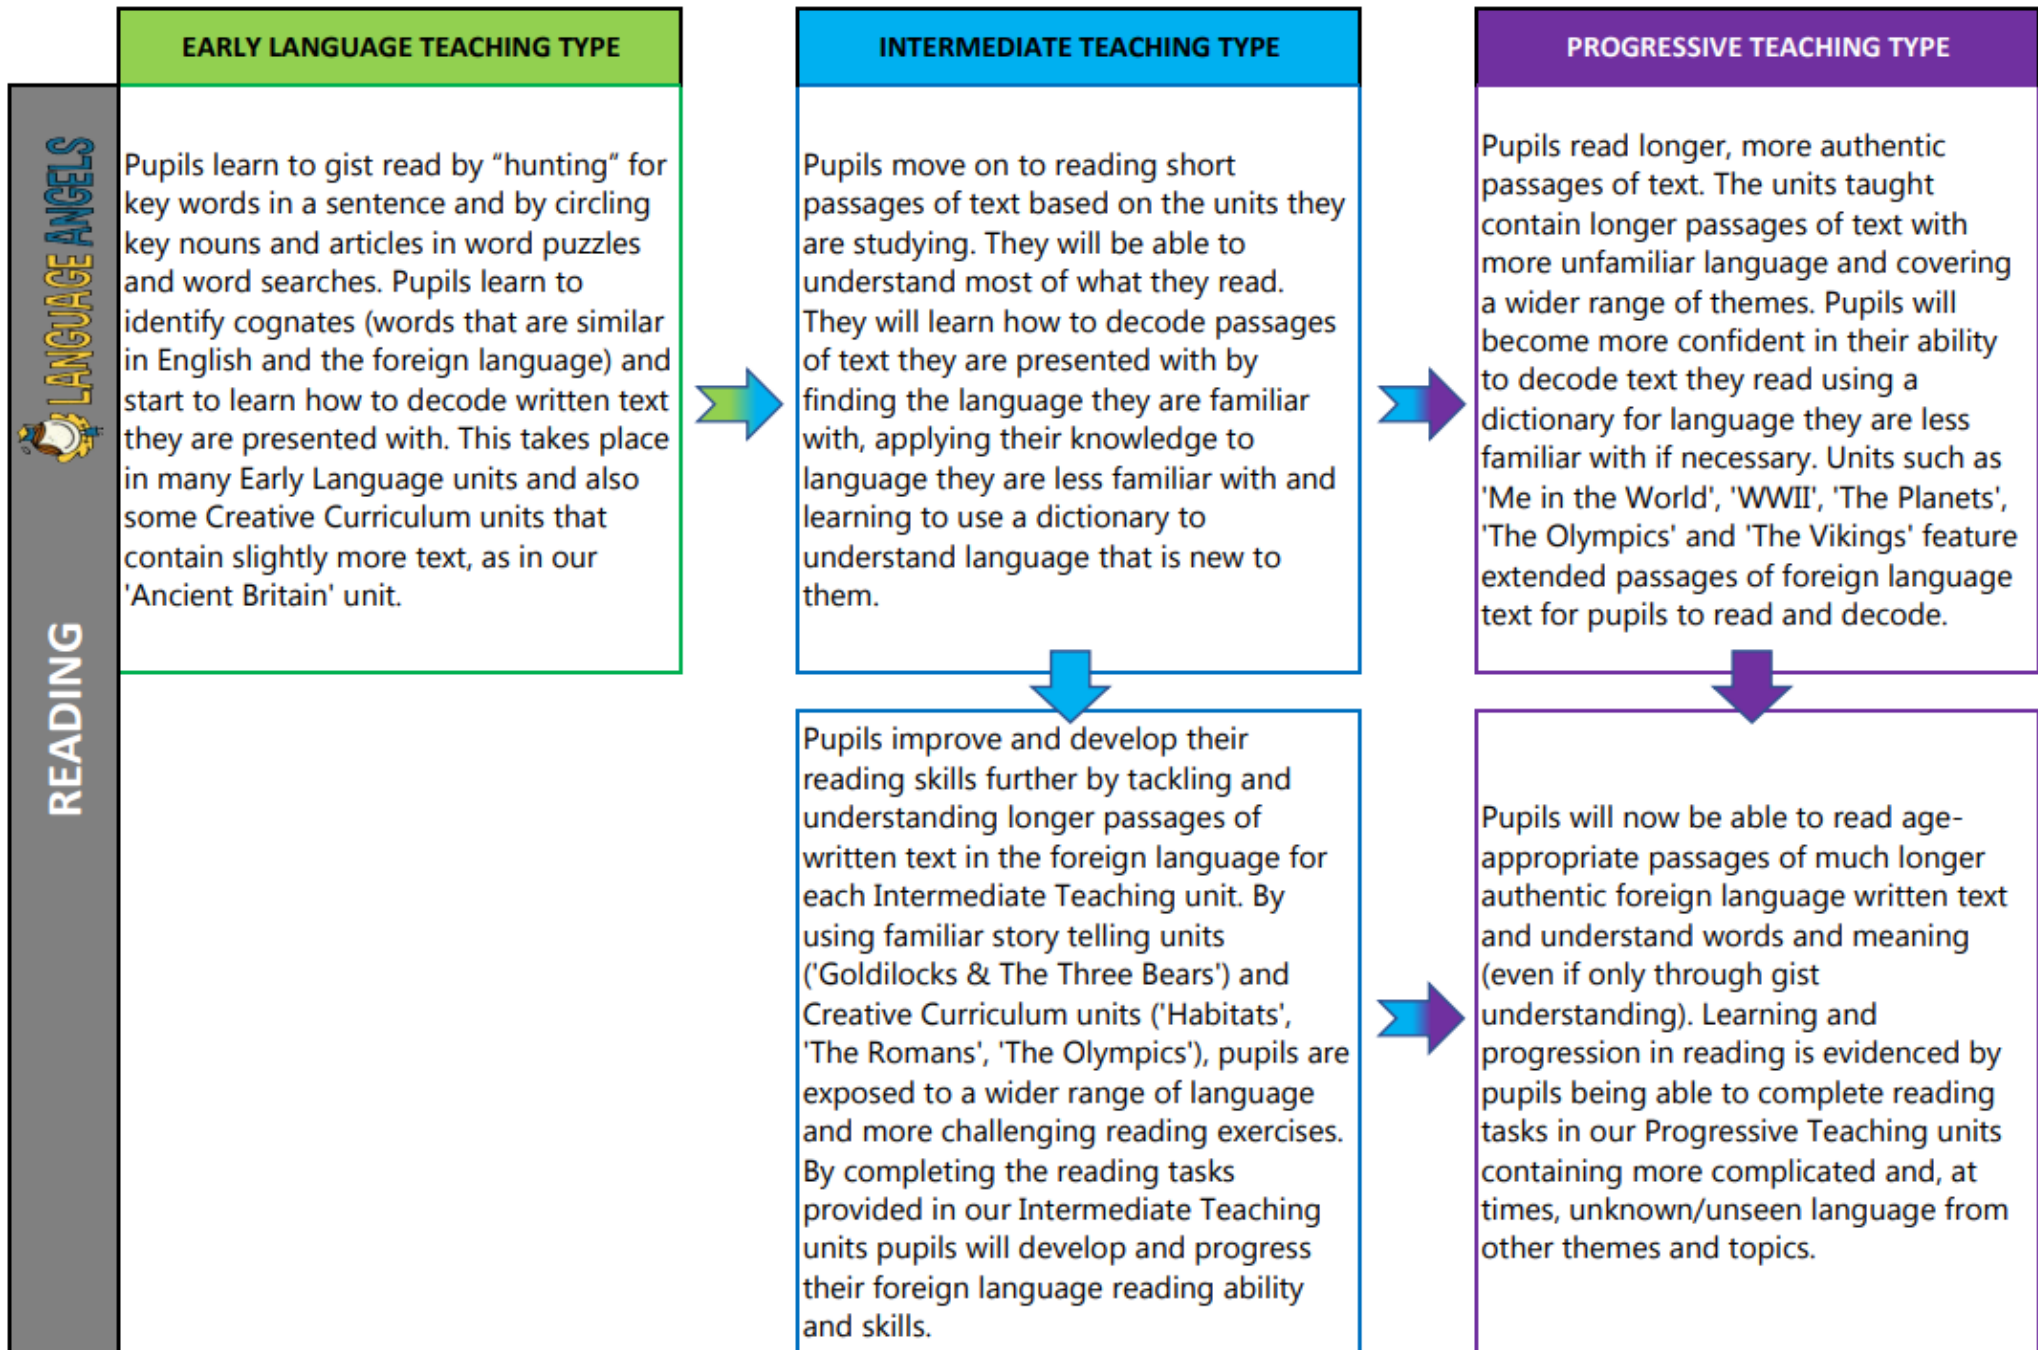 EARLY LANGUAGE TEACHING TYPE
INTERMEDIATE TEACHING TYPE
PROGRESSIVE TEACHING TYPE
LANGUAGE ANGELS
READING
Pupils learn to gist read by “hunting” for
key words in a sentence and by circling
key nouns and articles in word puzzles
and word searches. Pupils learn to
identify cognates (words that are similar
in English and the foreign language) and
start to learn how to decode written text
they are presented with. This takes place
in many Early Language units and also
some Creative Curriculum units that
contain slightly more text, as in our
'Ancient Britain' unit.
Pupils move on to reading short
passages of text based on the units they
are studying. They will be able to
understand most of what they read.
They will learn how to decode passages
of text they are presented with by
finding the language they are familiar
with, applying their knowledge to
language they are less familiar with and
learning to use a dictionary to
understand language that is new to
them.
Pupils read longer, more authentic
passages of text. The units taught
contain longer passages of text with
more unfamiliar language and covering
a wider range of themes. Pupils will
become more confident in their ability
to decode text they read using a
dictionary for language they are less
familiar with if necessary. Units such as
'Me in the World', 'WWII', 'The Planets',
'The Olympics' and 'The Vikings' feature
extended passages of foreign language
text for pupils to read and decode.
Pupils improve and develop their
reading skills further by tackling and
understanding longer passages of
written text in the foreign language for
each Intermediate Teaching unit. By
using familiar story telling units
('Goldilocks & The Three Bears') and
Creative Curriculum units ('Habitats',
'The Romans', 'The Olympics'), pupils are
exposed to a wider range of language
and more challenging reading exercises.
By completing the reading tasks
provided in our Intermediate Teaching
units pupils will develop and progress
their foreign language reading ability
and skills.
Pupils will now be able to read age-
appropriate passages of much longer
authentic foreign language written text
and understand words and meaning
(even if only through gist
understanding). Learning and
progression in reading is evidenced by
pupils being able to complete reading
tasks in our Progressive Teaching units
containing more complicated and, at
times, unknown/unseen language from
other themes and topics.